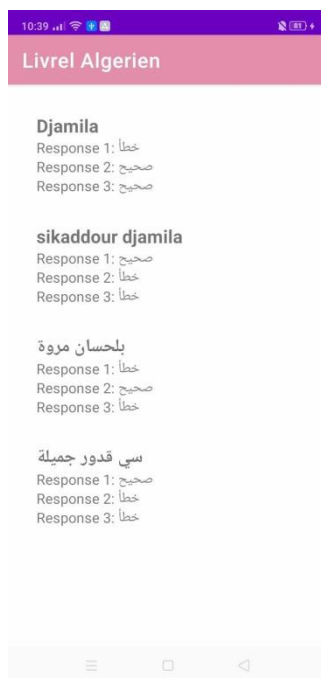 10:39
81
Livrel Algerien
Djamila
Response 1: خطأ
Response 2: صحيح
Response 3: صحيح
sikaddour djamila
Response 1: صحيح
Response 2: خطأ
Response 3: خطأ
بلحسان مروة
Response 1: خطأ
Response 2: صحيح
Response 3: خطأ
سي قدور جميلة
Response 1: صحيح
Response 2: خطأ
Response 3: خطأ